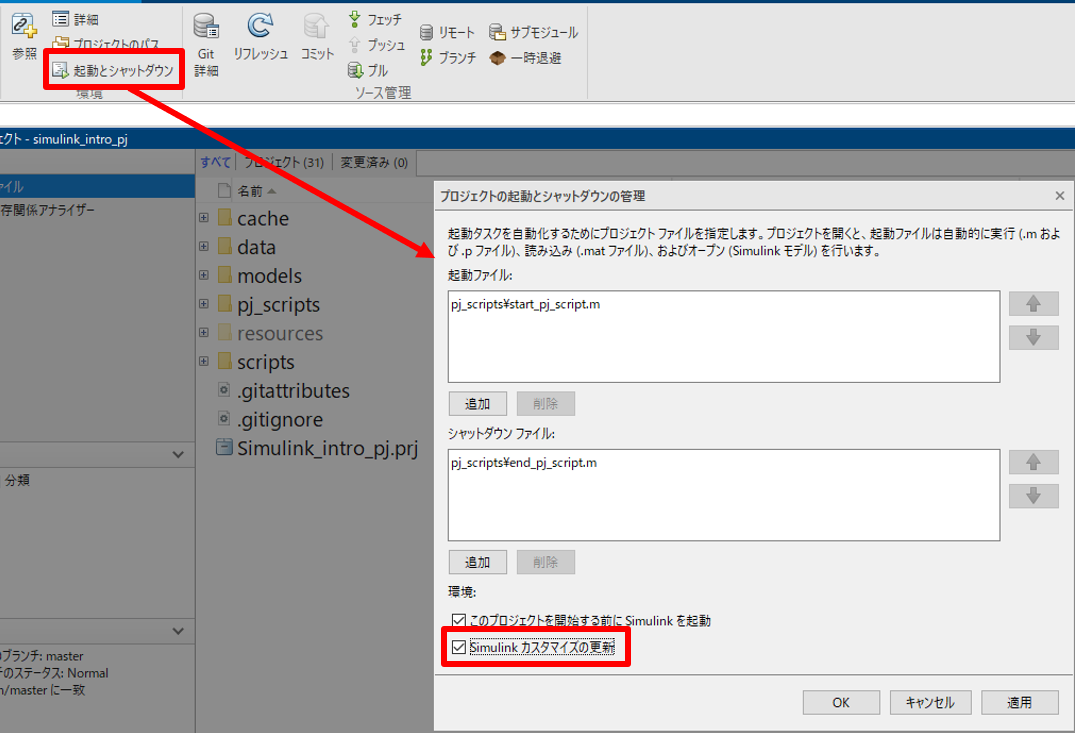 詳細
プロジェクトのパス
参照
起動とシャットダウン
環境
Git
詳細
リフレッシュ
コミット
フェッチ
プッシュ
プル
リモート
ブランチ
サブモジュール
一時退避
ソース管理
ェクト - simulink_intro_pj
すべて
プロジェクト (31)
変更済み (0)
ァイル
存関係アナライザー
名前
cache
data
models
pj_scripts
resources
scripts
.gitattributes
.gitignore
Simulink_intro_pj.prj
分類
のブランチ: master
チのステータス: Normal
n/master に一致
プロジェクトの起動とシャットダウンの管理
起動タスクを自動化するためにプロジェクト ファイルを指定します。プロジェクトを開くと、起動ファイルは自動的に実行 (.m およ
び .p ファイル)、読み込み (.mat ファイル)、およびオープン (Simulink モデル) を行います。
起動ファイル:
pj_scripts¥start_pj_script.m
追加
削除
シャットダウン ファイル:
pj_scripts¥end_pj_script.m
追加
削除
環境:
このプロジェクトを開始する前に Simulink を起動
Simulink カスタマイズの更新
OK
キャンセル
適用